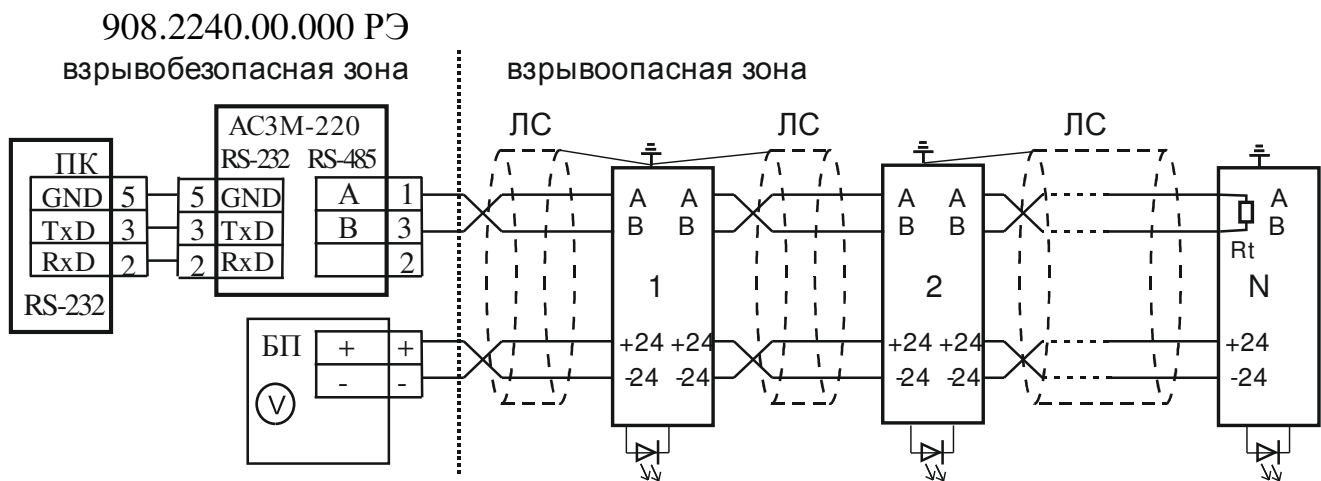 908.2240.00.000 РЭ
взрывобезопасная зона
взрывоопасная зона
ПК
GND 5
TxD 3
RxD 2
RS-232
АС3М-220
RS-232 RS-485
5 GND A 1
3 TxD B 3
2 RxD 2
БП + +
- -
V
ЛС
ЛС
ЛС
A A
B B
1
+24 +24
-24 -24
A A
B B
2
+24 +24
-24 -24
A
B
Rt
N
+24
-24